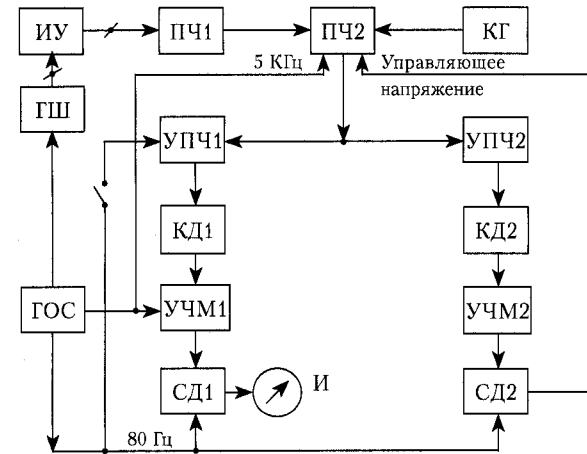 ИУ
ПЧ1
ПЧ2
КГ
5 КГц
Управляющее
напряжение
ГШ
УПЧ1
УПЧ2
КД1
КД2
ГОС
УЧМ1
УЧМ2
СД1
И
СД2
80 Гц